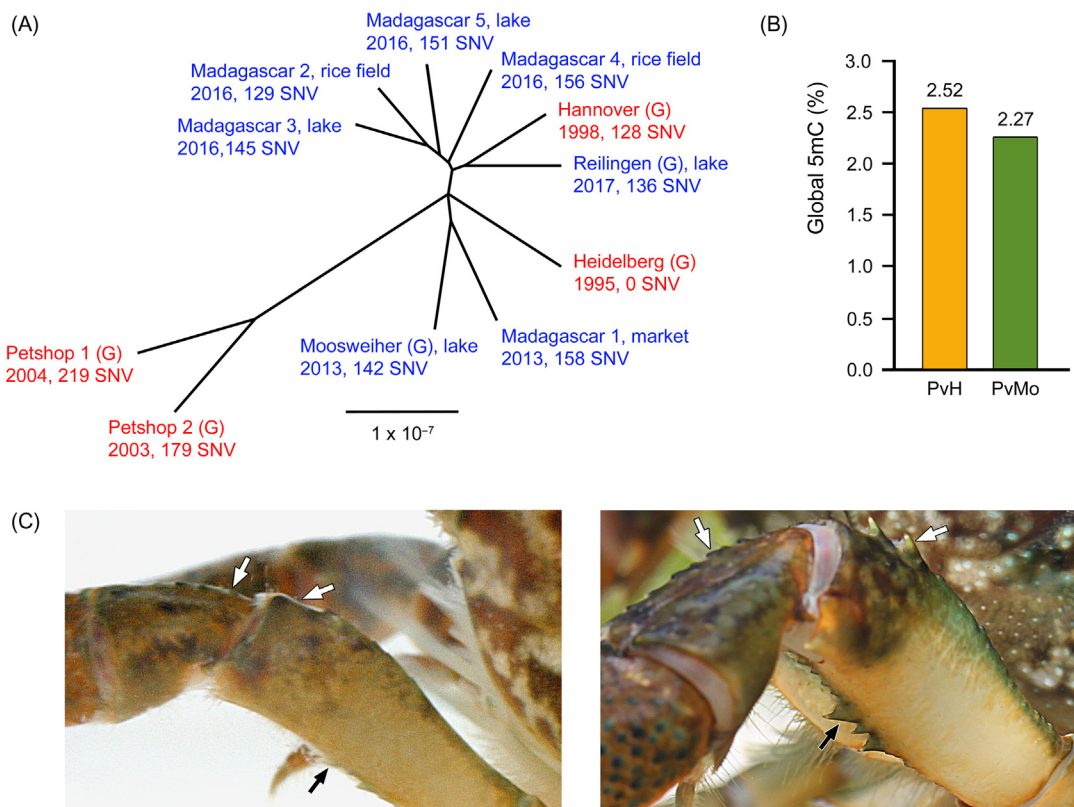 (A)
Madagascar 5, lake
2016, 151 SNV
Madagascar 2, rice field
2016, 129 SNV
Madagascar 4, rice field
2016, 156 SNV
Madagascar 3, lake
2016,145 SNV
Hannover (G)
1998, 128 SNV
Reilingen (G), lake
2017, 136 SNV
Heidelberg (G)
1995, 0 SNV
Petshop 1 (G)
2004, 219 SNV
Moosweiher (G), lake
2013, 142 SNV
Madagascar 1, market
2013, 158 SNV
Petshop 2 (G)
2003, 179 SNV
1 x 10⁻⁷
(B)
Global 5mC (%)
3.0
2.5
2.0
1.5
1.0
0.5
0.0
2.52
2.27
PvH
PvMo
(C)